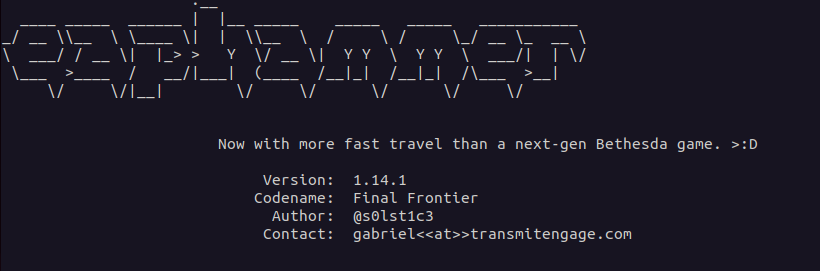 eaphammer
Now with more fast travel than a next-gen Bethesda game. >:D
Version: 1.14.1
Codename: Final Frontier
Author: @s0lst1c3
Contact: gabriel<<at>>transmitengage.com